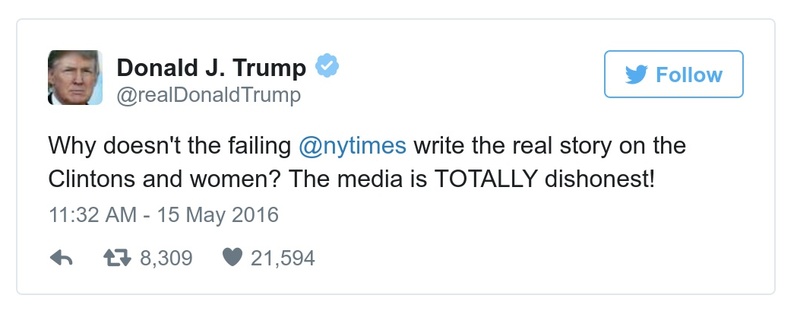 Donald J. Trump
@realDonaldTrump
Follow
Why doesn't the failing @nytimes write the real story on the
Clintons and women? The media is TOTALLY dishonest!
11:32 AM - 15 May 2016
8,309 21,594